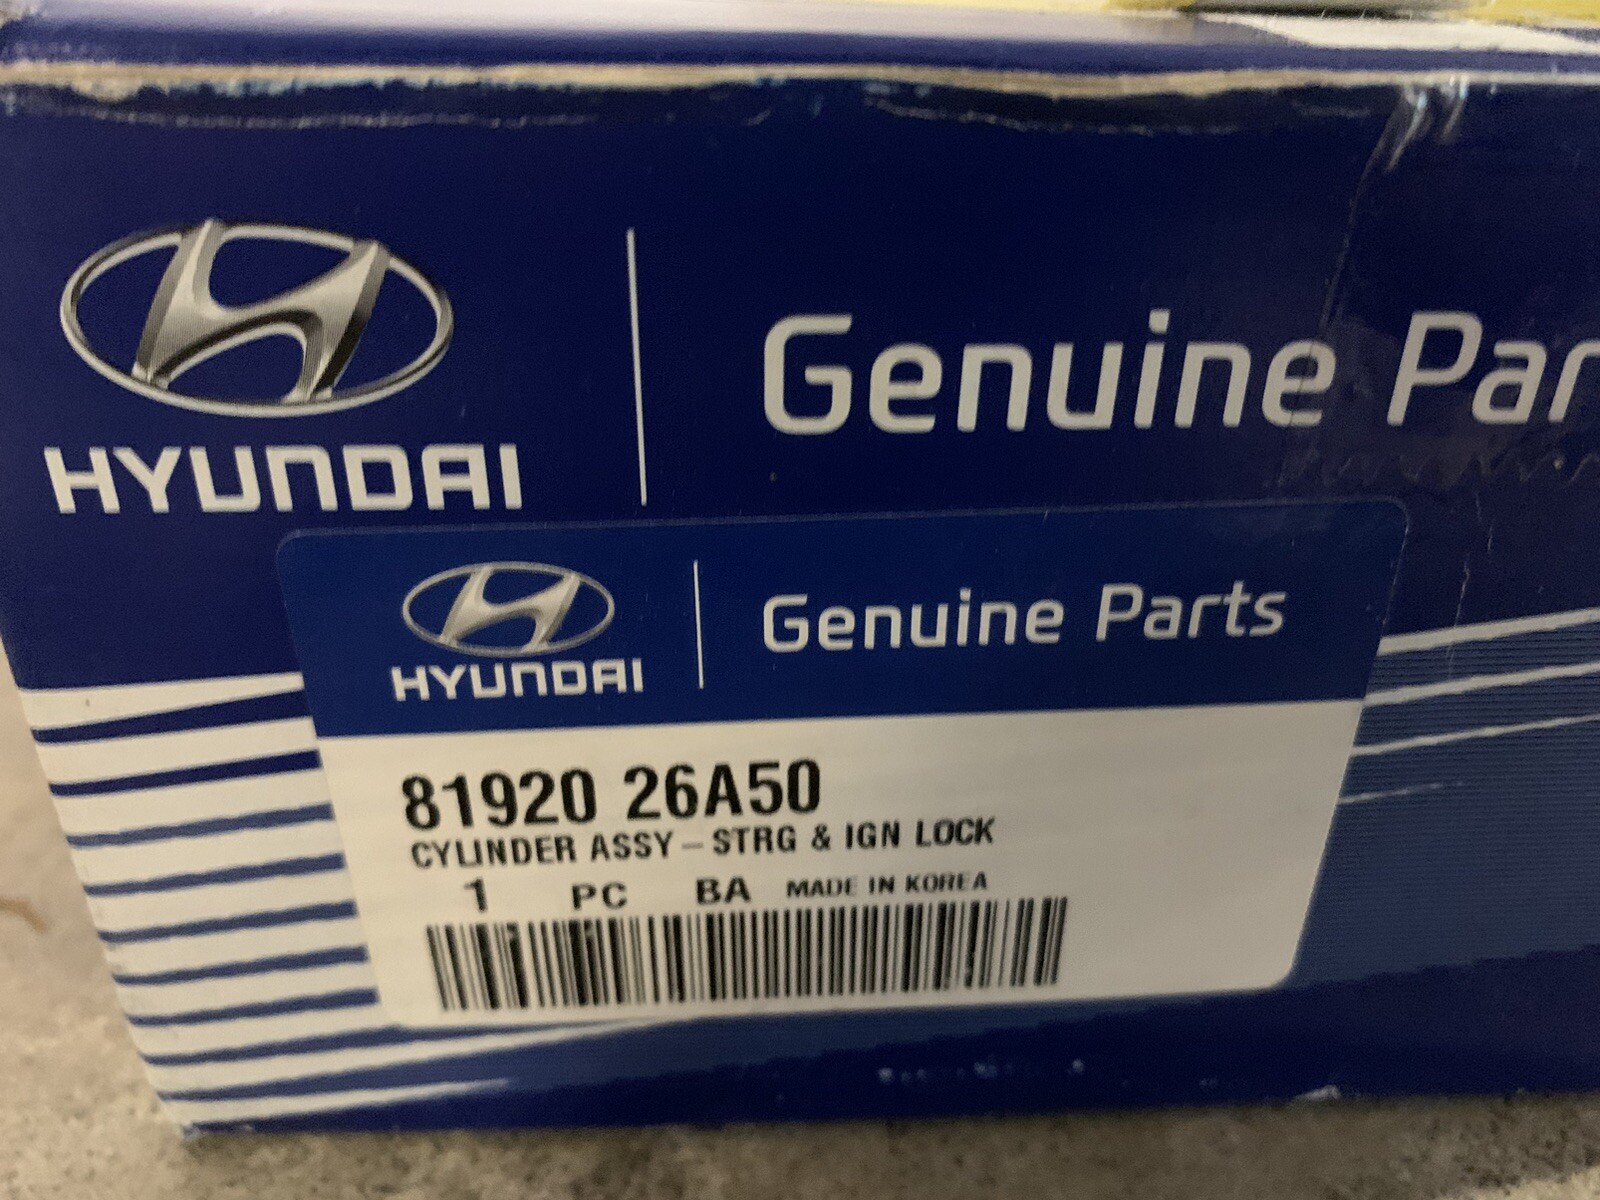 HYUNDAI
Genuine Par
HYUNDAI
Genuine Parts
81920 26A50
CYLINDER ASSY - STRG & IGN LOCK
1 PC BA MADE IN KOREA